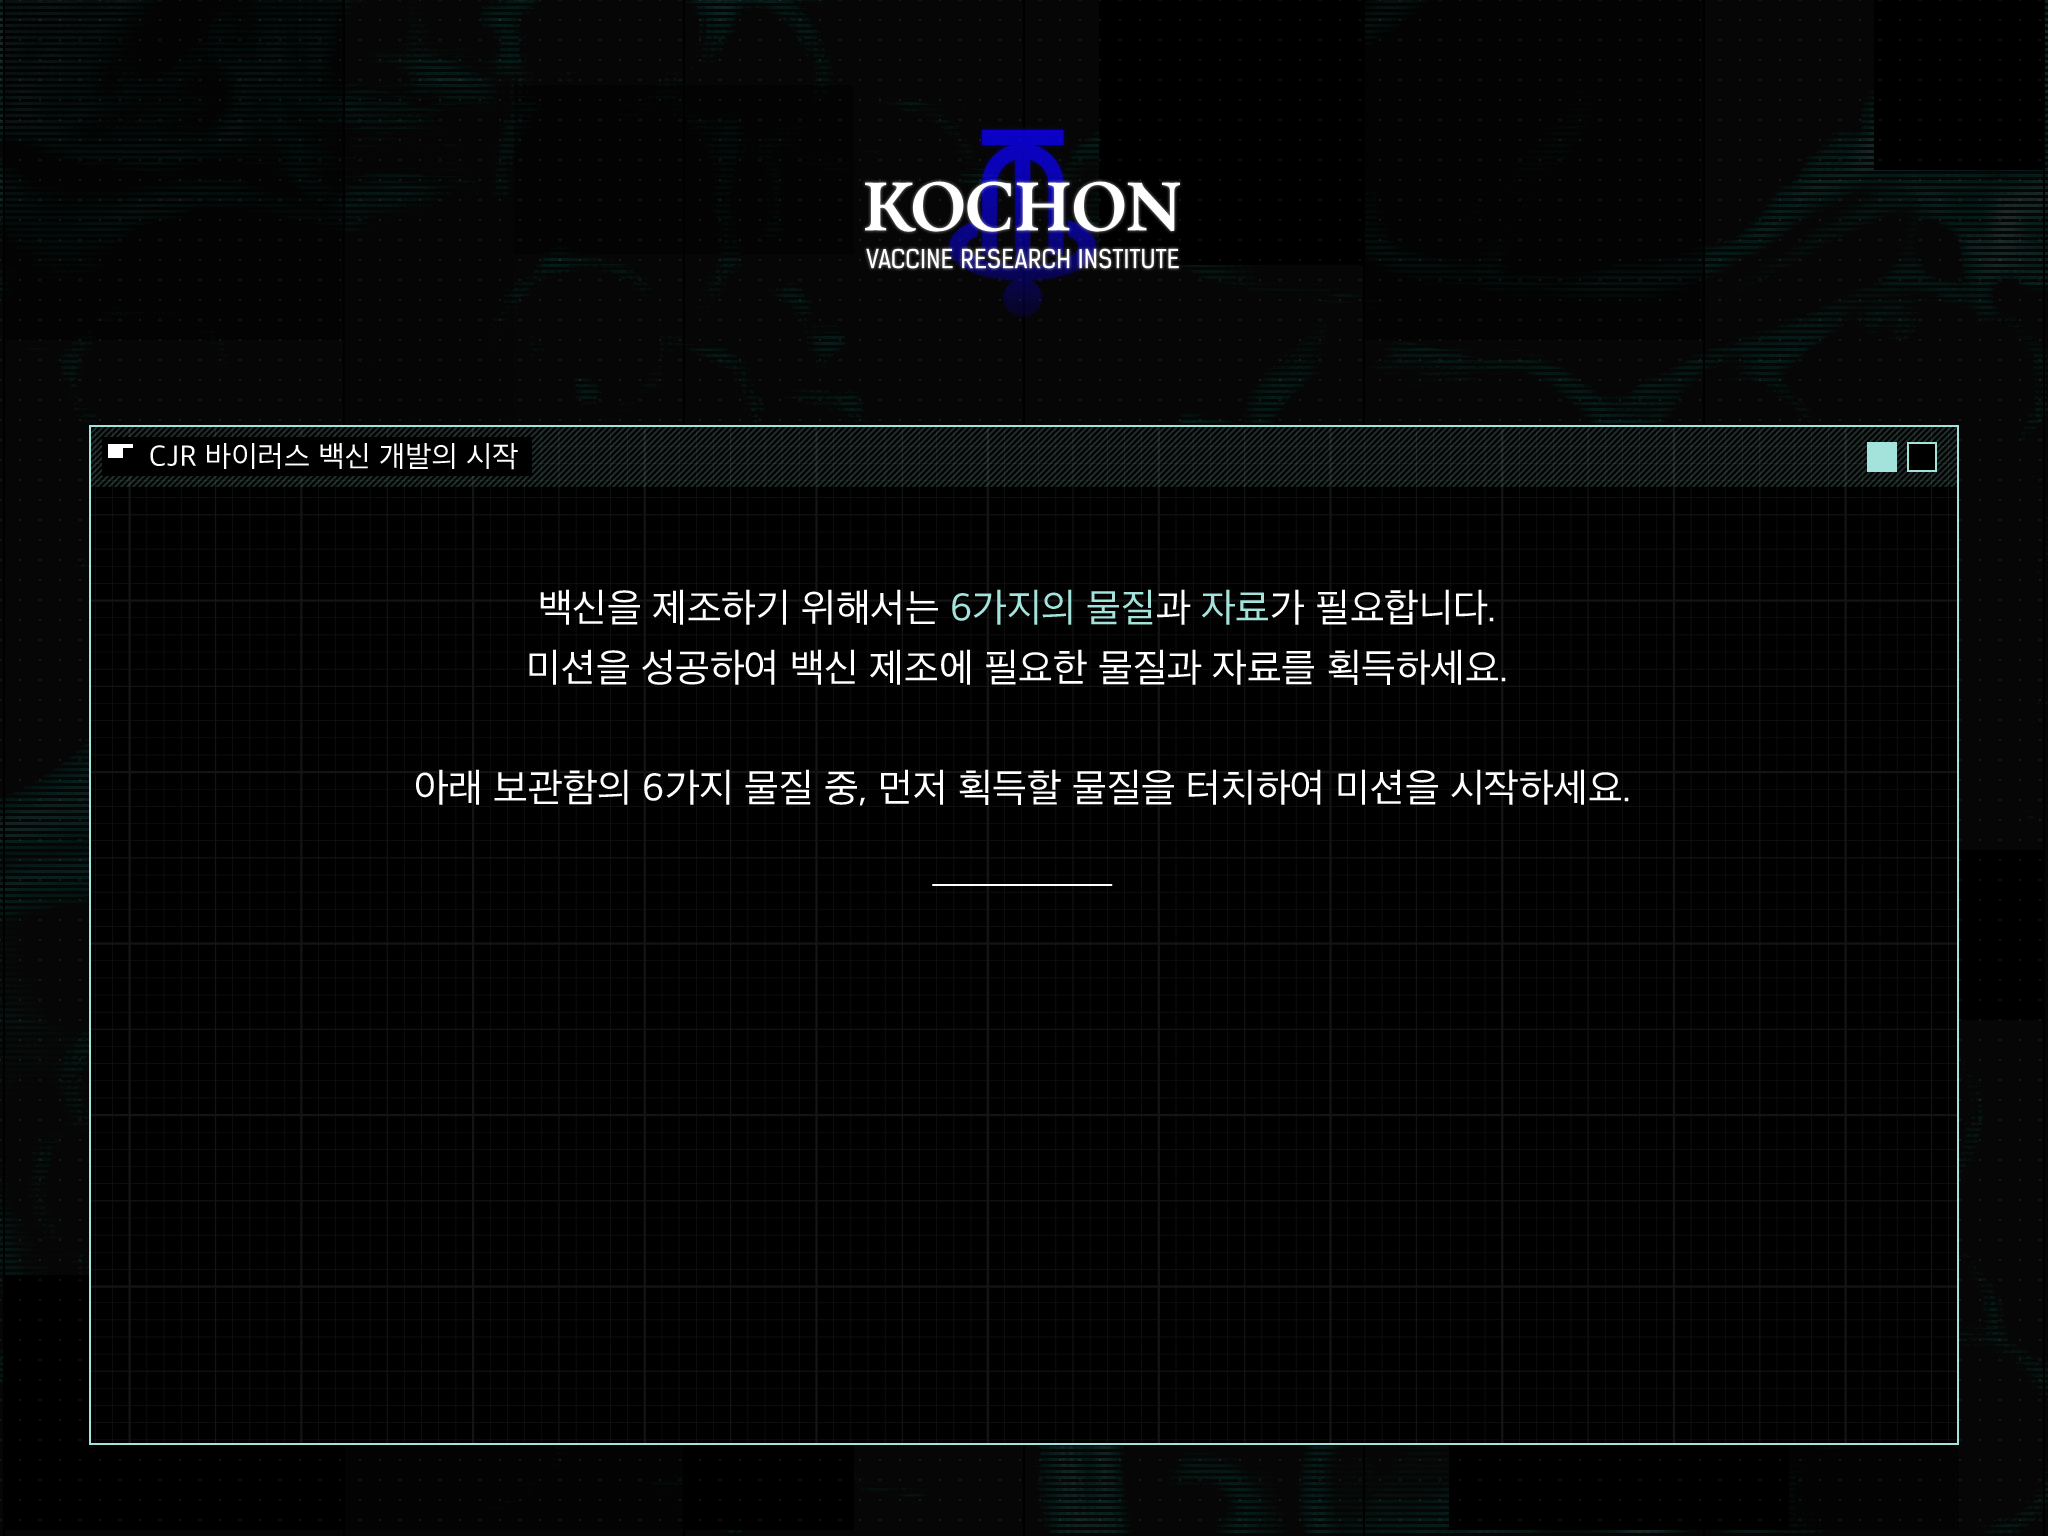 KOCHON
VACCINE RESEARCH INSTITUTE
CJR 바이러스 백신 개발의 시작
백신을 제조하기 위해서는 6가지의 물질과 자료가 필요합니다.
미션을 성공하여 백신 제조에 필요한 물질과 자료를 획득하세요.
아래 보관함의 6가지 물질 중, 먼저 획득할 물질을 터치하여 미션을 시작하세요.